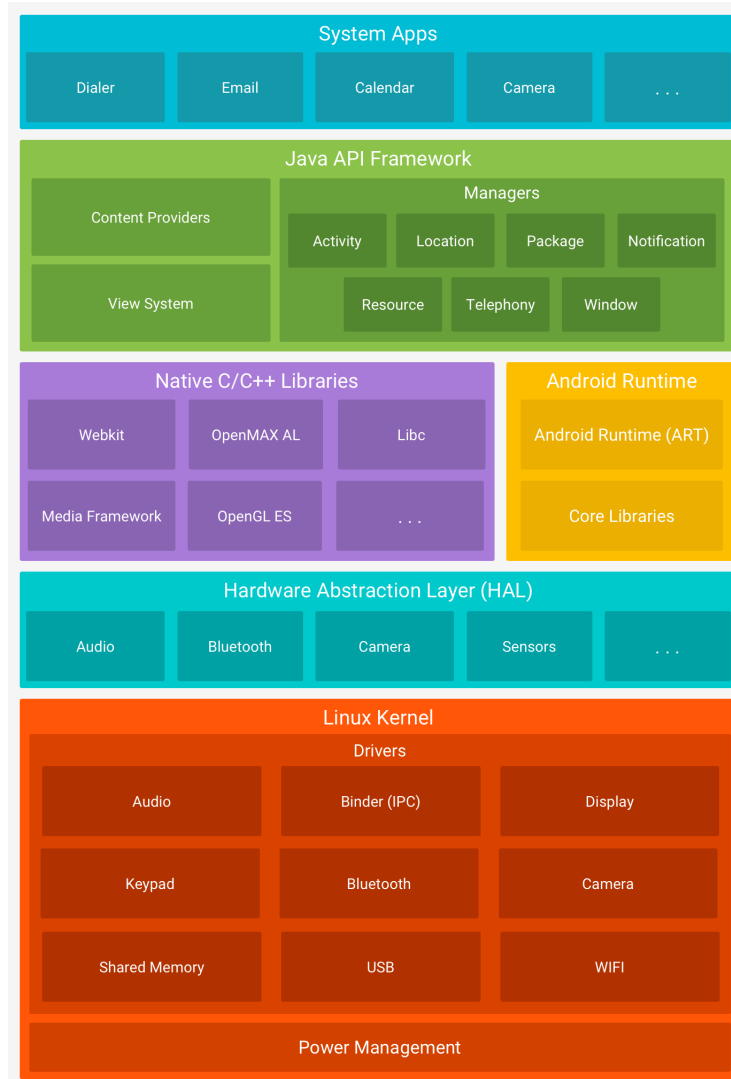 System Apps
Dialer
Email
Calendar
Camera
. . .
Java API Framework
Content Providers
View System
Managers
Activity
Location
Package
Notification
Resource
Telephony
Window
Native C/C++ Libraries
Webkit
OpenMAX AL
Libc
Media Framework
OpenGL ES
. . .
Android Runtime
Android Runtime (ART)
Core Libraries
Hardware Abstraction Layer (HAL)
Audio
Bluetooth
Camera
Sensors
. . .
Linux Kernel
Drivers
Audio
Binder (IPC)
Display
Keypad
Bluetooth
Camera
Shared Memory
USB
WIFI
Power Management